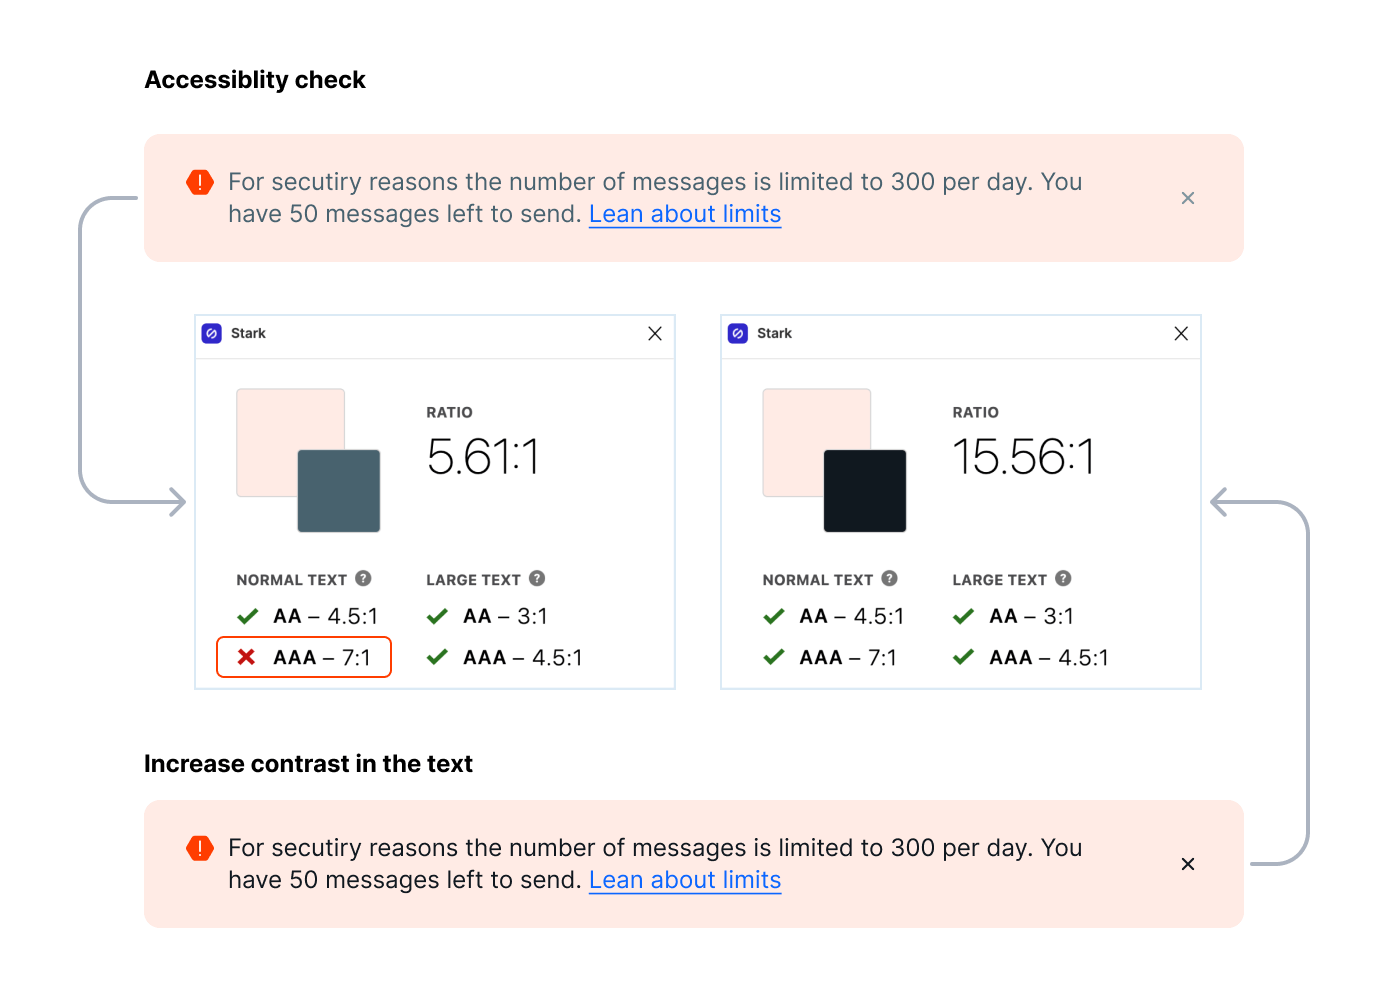 Accessiblity check
For secutiry reasons the number of messages is limited to 300 per day. You
have 50 messages left to send. Lean about limits
Stark
RATIO
5.61:1
NORMAL TEXT
LARGE TEXT
AA – 4.5:1
AA – 3:1
AAA – 7:1
AAA – 4.5:1
Stark
RATIO
15.56:1
NORMAL TEXT
LARGE TEXT
AA – 4.5:1
AA – 3:1
AAA – 7:1
AAA – 4.5:1
Increase contrast in the text
For secutiry reasons the number of messages is limited to 300 per day. You
have 50 messages left to send. Lean about limits